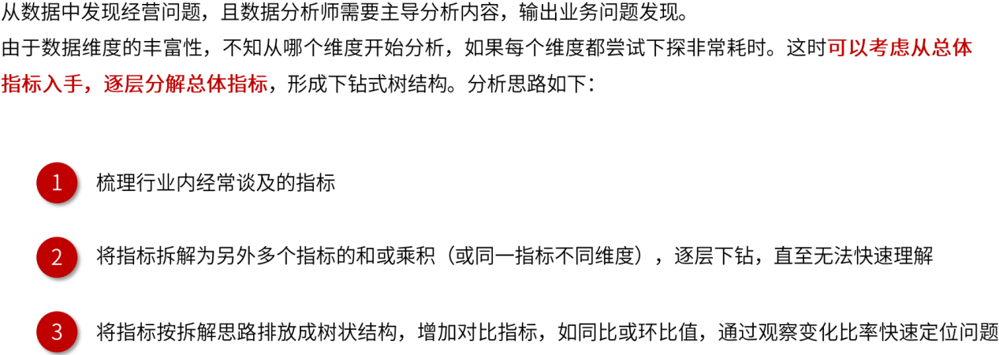 从数据中发现经营问题，且数据分析师需要主导分析内容，输出业务问题发现。
由于数据维度的丰富性，不知从哪个维度开始分析，如果每个维度都尝试下探非常耗时。这时可以考虑从总体
指标入手，逐层分解总体指标，形成下钻式树结构。分析思路如下：
1 梳理行业内经常谈及的指标
2 将指标拆解为另外多个指标的和或乘积（或同一指标不同维度），逐层下钻，直至无法快速理解
3 将指标按拆解思路排放成树状结构，增加对比指标，如同比或环比值，通过观察变化比率快速定位问题